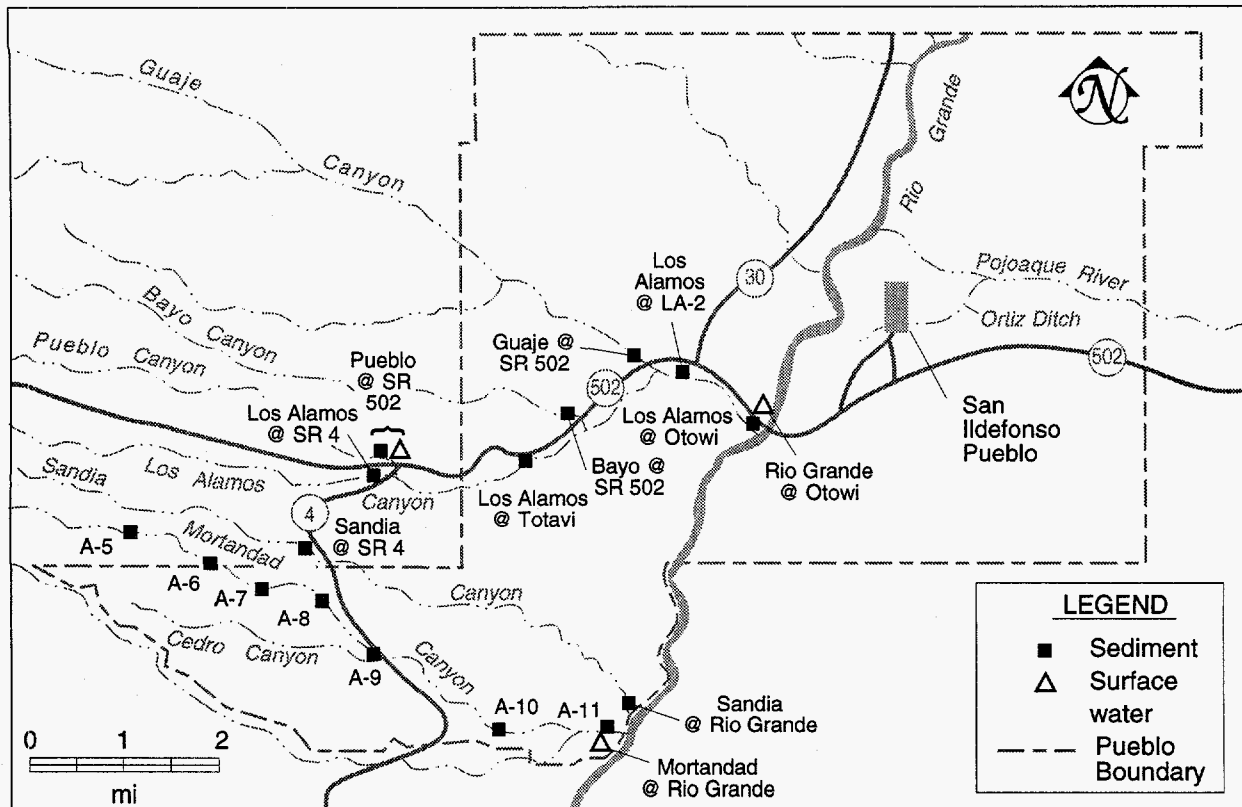 Guaje
Canyon
N
Rio
Grande
Los
Alamos
@ LA-2
30
Pojoaque River
Ortiz Ditch
Bayo Canyon
Pueblo Canyon
Guaje @
SR 502
Pueblo
@ SR
502
502
502
Los Alamos
@ SR 4
Los Alamos
@ Otowi
San
Ildefonso
Pueblo
Sandia
Los Alamos
Canyon
Bayo @
SR 502
Rio Grande
@ Otowi
Los Alamos
@ Totavi
4
Sandia
@ SR 4
Mortandad
A-5
A-6
A-7
A-8
Canyon
Cedro Canyon
Canyon
A-9
A-10
A-11
Sandia
@ Rio Grande
Mortandad
@ Rio Grande
0 1 2
mi
LEGEND
Sediment
Surface
water
Pueblo
Boundary